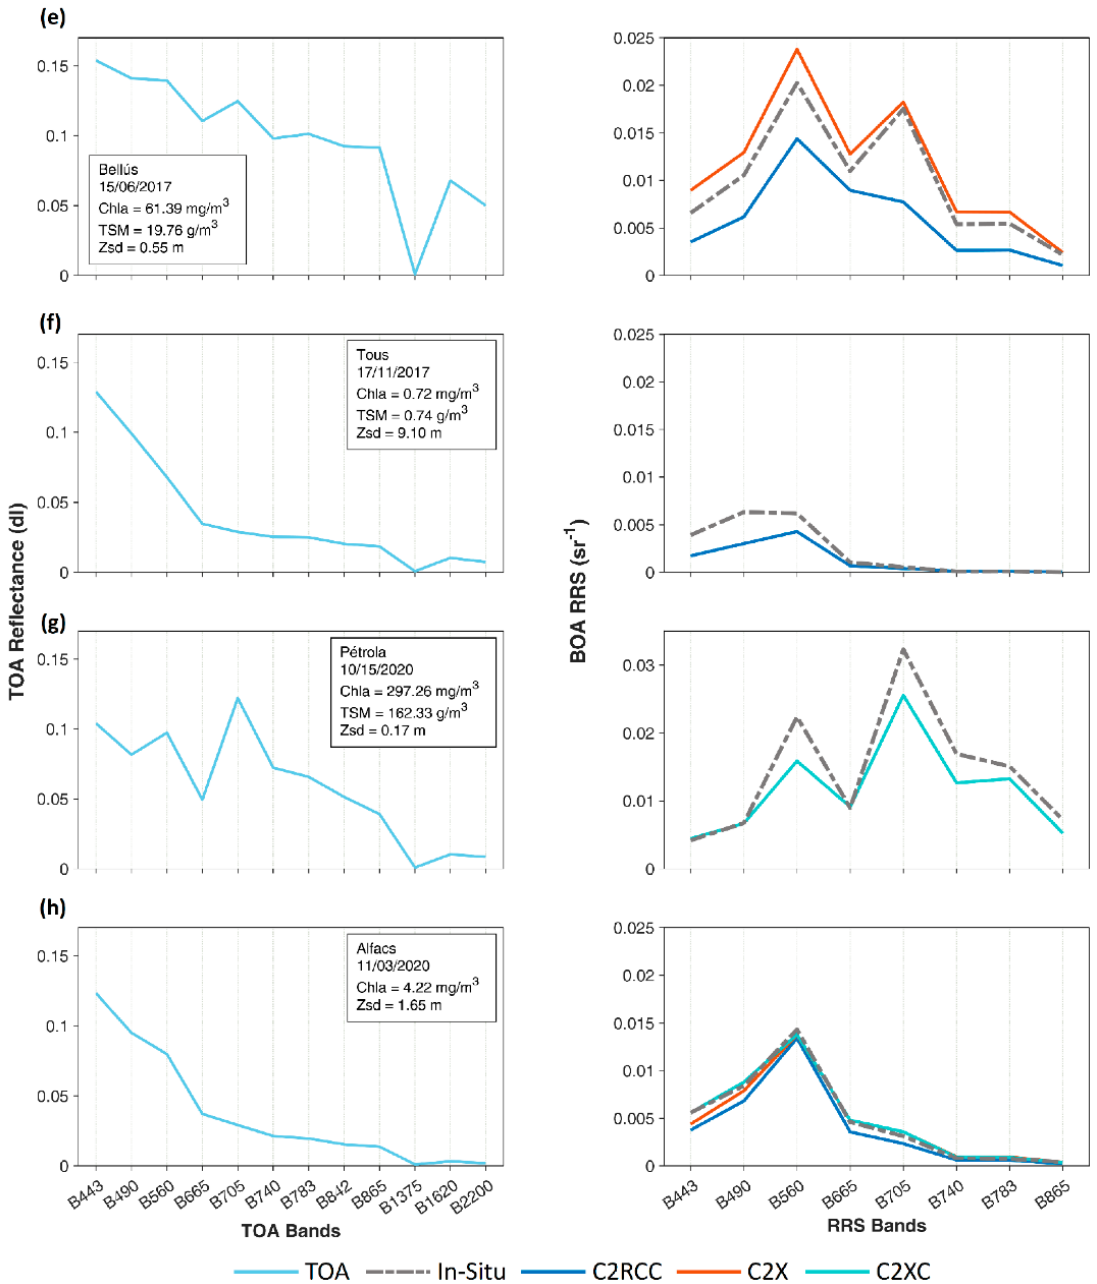 (e)
0.15
0.1
0.05
0
Bellús
15/06/2017
Chla = 61.39 mg/m³
TSM = 19.76 g/m³
Zsd = 0.55 m
0.025
0.02
0.015
0.01
0.005
0
(f)
0.15
0.1
0.05
0
Tous
17/11/2017
Chla = 0.72 mg/m³
TSM = 0.74 g/m³
Zsd = 9.10 m
0.025
0.02
0.015
0.01
0.005
0
TOA Reflectance (dl)
BOA RRS (sr⁻¹)
(g)
0.15
0.1
0.05
0
Pétrola
10/15/2020
Chla = 297.26 mg/m³
TSM = 162.33 g/m³
Zsd = 0.17 m
0.03
0.02
0.01
0
(h)
0.15
0.1
0.05
0
Alfacs
11/03/2020
Chla = 4.22 mg/m³
Zsd = 1.65 m
0.025
0.02
0.015
0.01
0.005
0
B443 B490 B560 B665 B705 B740 B783 B842 B865 B1375 B1620 B2200
TOA Bands
B443 B490 B560 B665 B705 B740 B783 B865
RRS Bands
TOA In-Situ C2RCC C2X C2XC